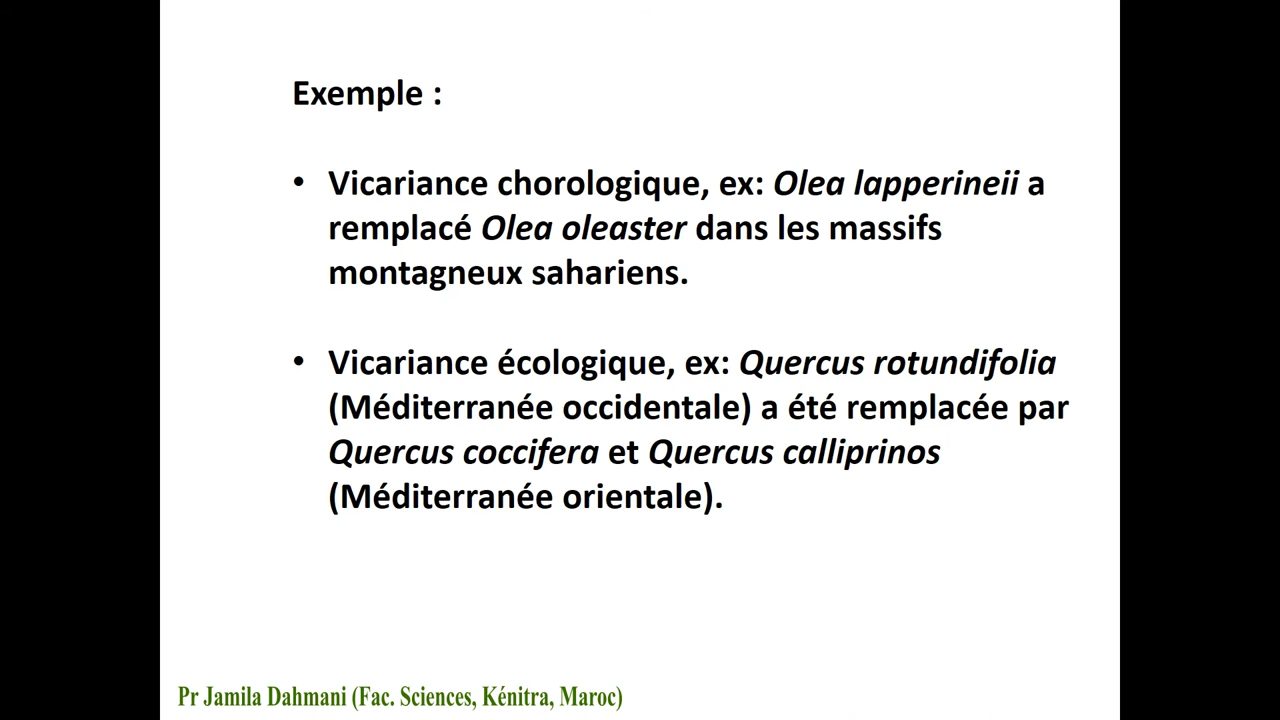 Exemple :
• Vicariance chorologique, ex: Olea lapperineii a
remplacé Olea oleaster dans les massifs
montagneux sahariens.
• Vicariance écologique, ex: Quercus rotundifolia
(Méditerranée occidentale) a été remplacée par
Quercus coccifera et Quercus calliprinos
(Méditerranée orientale).
Pr Jamila Dahmani (Fac. Sciences, Kénitra, Maroc)